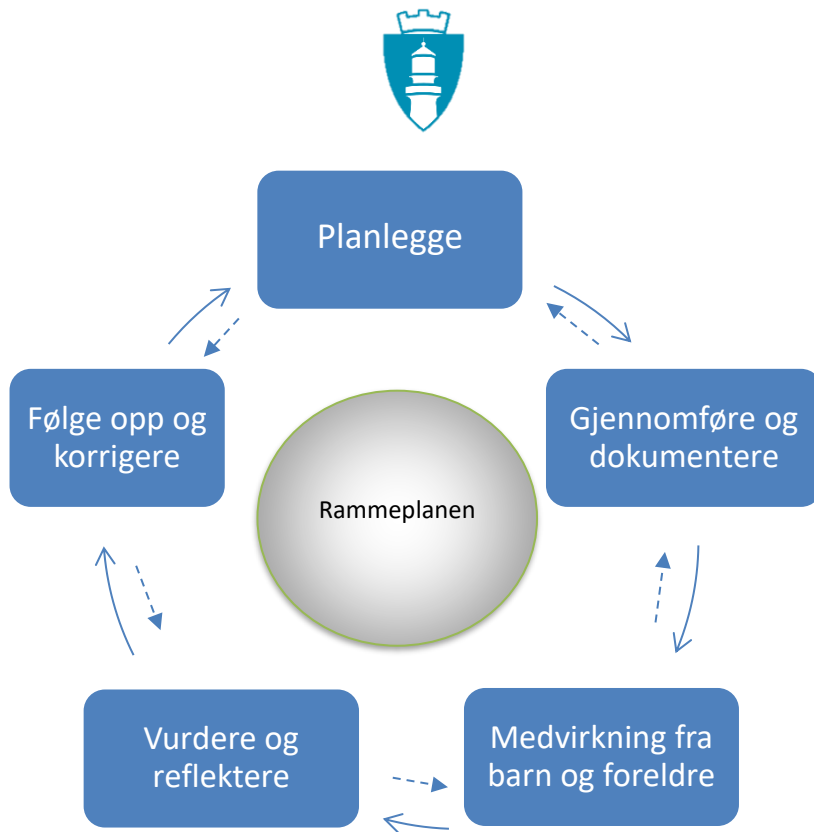 Planlegge
Følge opp og
korrigere
Gjennomføre og
dokumentere
Rammeplanen
Vurdere og
reflektere
Medvirkning fra
barn og foreldre